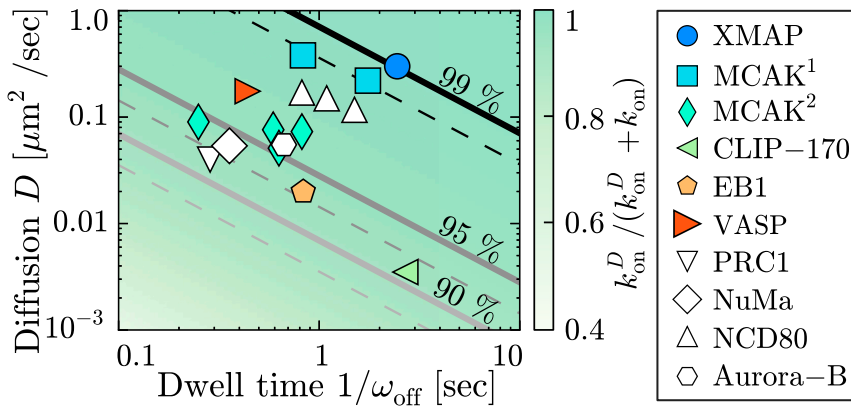 1.0
0.1
0.01
10⁻³
Diffusion D [μm² /sec]
99 %
95 %
90 %
0.1
1
10
Dwell time 1/ω_off [sec]
1
0.8
0.6
0.4
k_on^D /(k_on^D + k_on)
XMAP
MCAK¹
MCAK²
CLIP−170
EB1
VASP
PRC1
NuMa
NCD80
Aurora−B